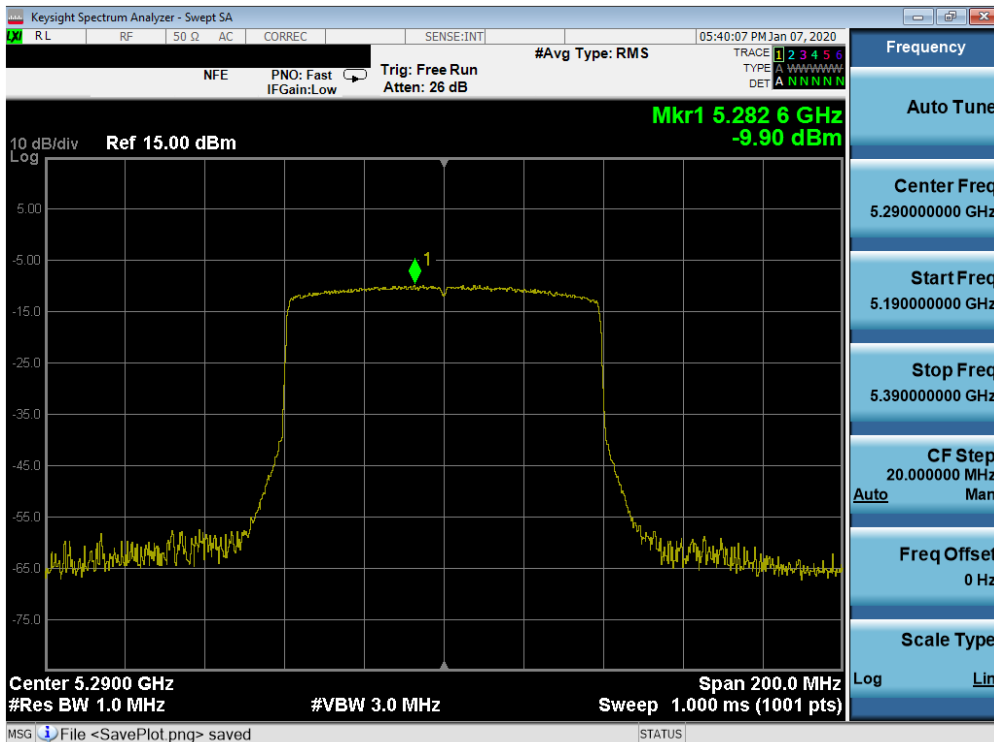 Keysight Spectrum Analyzer - Swept SA
LXI RL RF 50 Ω AC CORREC SENSE:INT 05:40:07 PM Jan 07, 2020
#Avg Type: RMS
TRACE 1 2 3 4 5 6
TYPE A W W W W W
DET A N N N N N
NFE PNO: Fast Trig: Free Run
IFGain:Low Atten: 26 dB
Mkr1 5.282 6 GHz
-9.90 dBm
10 dB/div Ref 15.00 dBm
Log
5.00
-5.00
1
-15.0
-25.0
-35.0
-45.0
-55.0
-65.0
-75.0
Center 5.2900 GHz Span 200.0 MHz
#Res BW 1.0 MHz #VBW 3.0 MHz Sweep 1.000 ms (1001 pts)
MSG File <SavePlot.png> saved STATUS
Frequency
Auto Tune
Center Freq
5.290000000 GHz
Start Freq
5.190000000 GHz
Stop Freq
5.390000000 GHz
CF Step
20.000000 MHz
Auto Man
Freq Offset
0 Hz
Scale Type
Log Lin